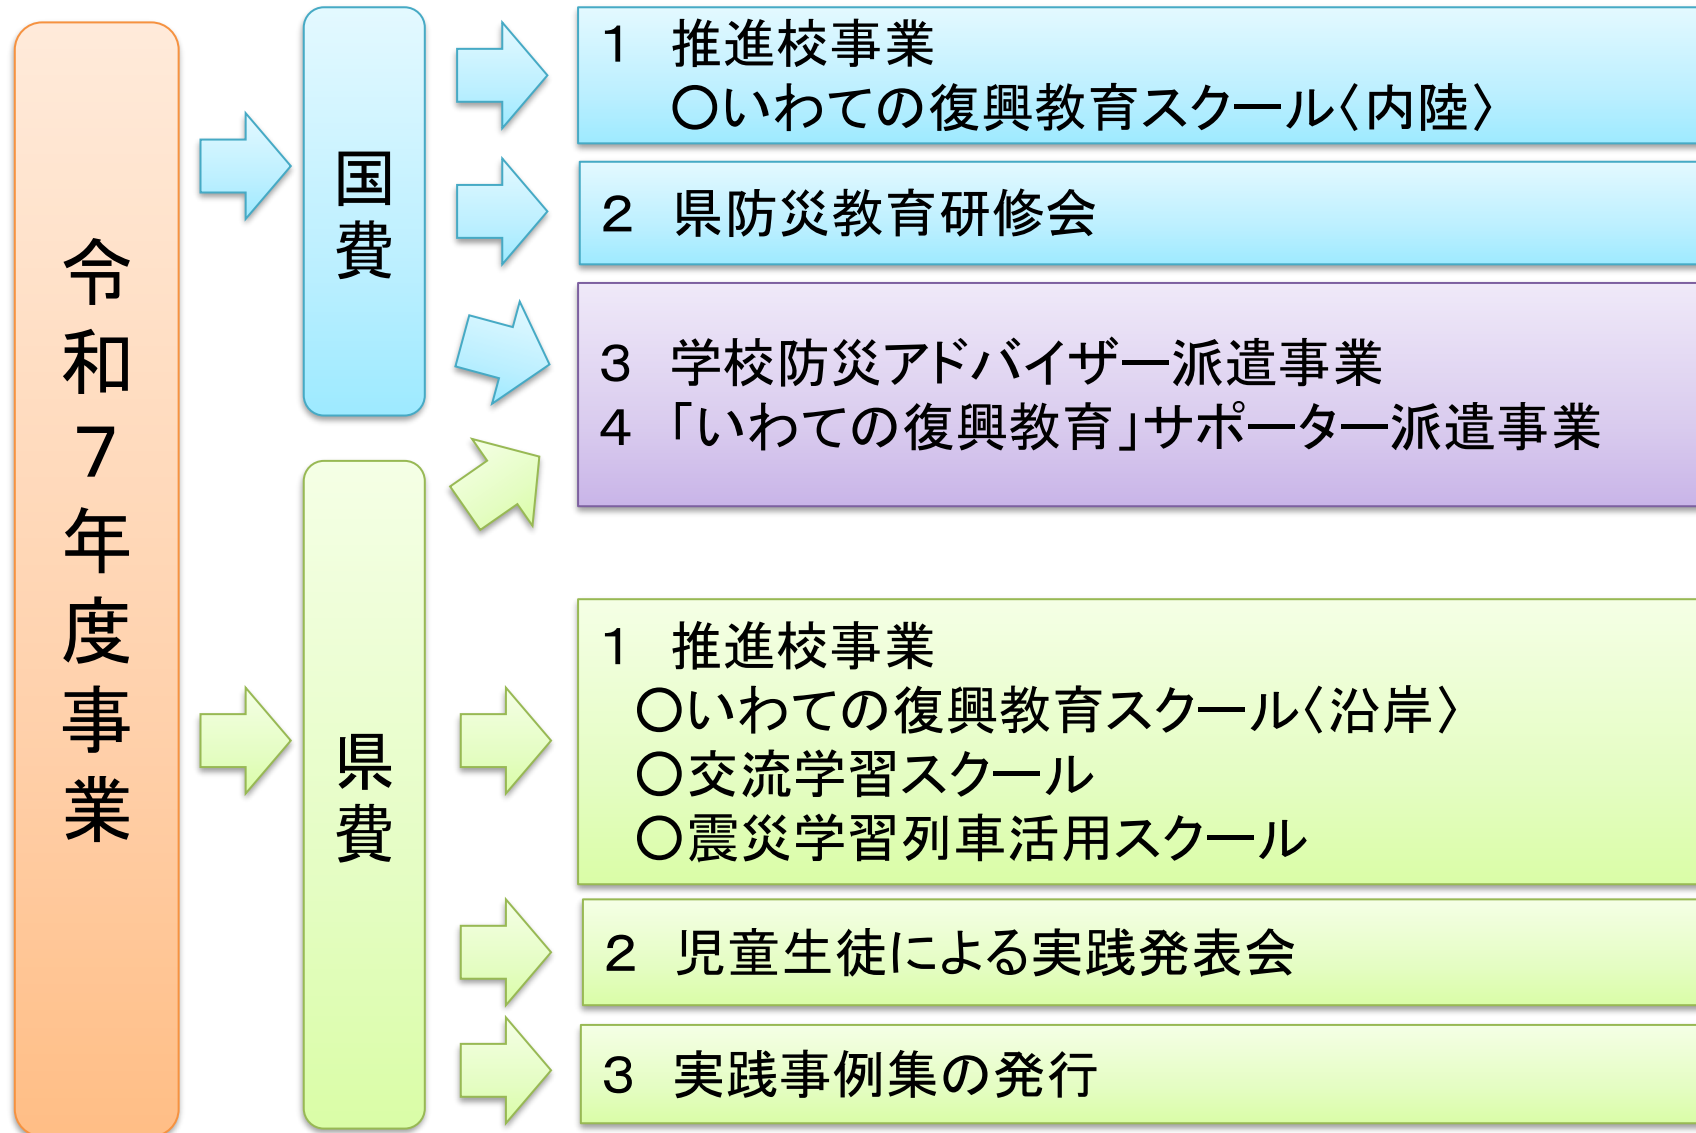 令和7年度事業
国費
1　推進校事業
○いわての復興教育スクール〈内陸〉
2　県防災教育研修会
3　学校防災アドバイザー派遣事業
4　「いわての復興教育」サポーター派遣事業
県費
1　推進校事業
○いわての復興教育スクール〈沿岸〉
○交流学習スクール
○震災学習列車活用スクール
2　児童生徒による実践発表会
3　実践事例集の発行